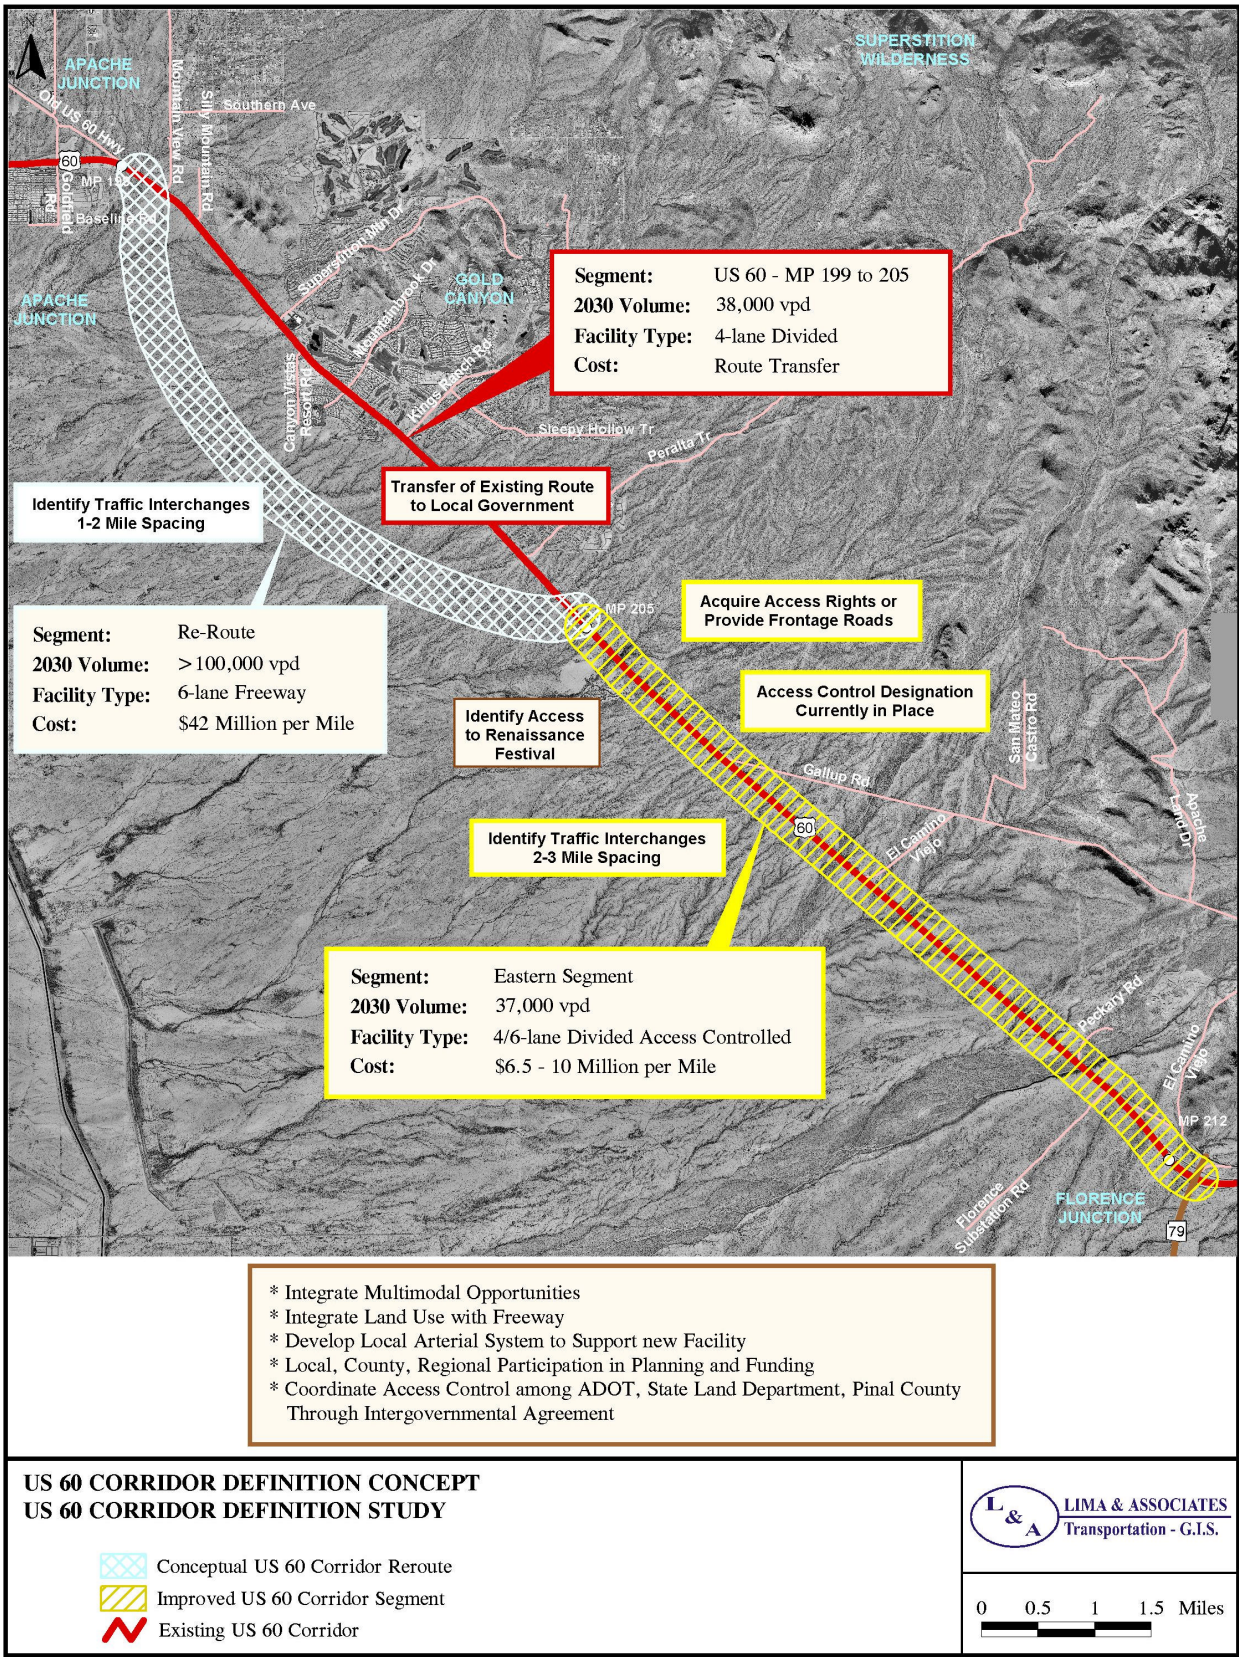 N
APACHE
JUNCTION
SUPERSTITION
WILDERNESS
Old US 60 Hwy
Mountain View Rd
Silly Mountain Rd
Southern Ave
60
Goldfield
Rd
MP 199
Baseline Rd
Superstition Mtn Dr
Mountainbrook Dr
GOLD
CANYON
APACHE
JUNCTION
Segment: US 60 - MP 199 to 205
2030 Volume: 38,000 vpd
Facility Type: 4-lane Divided
Cost: Route Transfer
Canyon Vistas
Resort Rd
Kings Ranch Rd
Sleepy Hollow Tr
Peralta Tr
Transfer of Existing Route
to Local Government
Identify Traffic Interchanges
1-2 Mile Spacing
MP 205
Acquire Access Rights or
Provide Frontage Roads
Segment: Re-Route
2030 Volume: >100,000 vpd
Facility Type: 6-lane Freeway
Cost: $42 Million per Mile
Access Control Designation
Currently in Place
Identify Access
to Renaissance
Festival
San Mateo
Castro Rd
Gallup Rd
Apache
Land Dr
60
El Camino
Viejo
Identify Traffic Interchanges
2-3 Mile Spacing
Segment: Eastern Segment
2030 Volume: 37,000 vpd
Facility Type: 4/6-lane Divided Access Controlled
Cost: $6.5 - 10 Million per Mile
Peckary Rd
El Camino
Viejo
MP 212
Florence
Substation Rd
FLORENCE
JUNCTION
79
* Integrate Multimodal Opportunities
* Integrate Land Use with Freeway
* Develop Local Arterial System to Support new Facility
* Local, County, Regional Participation in Planning and Funding
* Coordinate Access Control among ADOT, State Land Department, Pinal County
Through Intergovernmental Agreement
US 60 CORRIDOR DEFINITION CONCEPT
US 60 CORRIDOR DEFINITION STUDY
Conceptual US 60 Corridor Reroute
Improved US 60 Corridor Segment
Existing US 60 Corridor
L & A
LIMA & ASSOCIATES
Transportation - G.I.S.
0 0.5 1 1.5 Miles